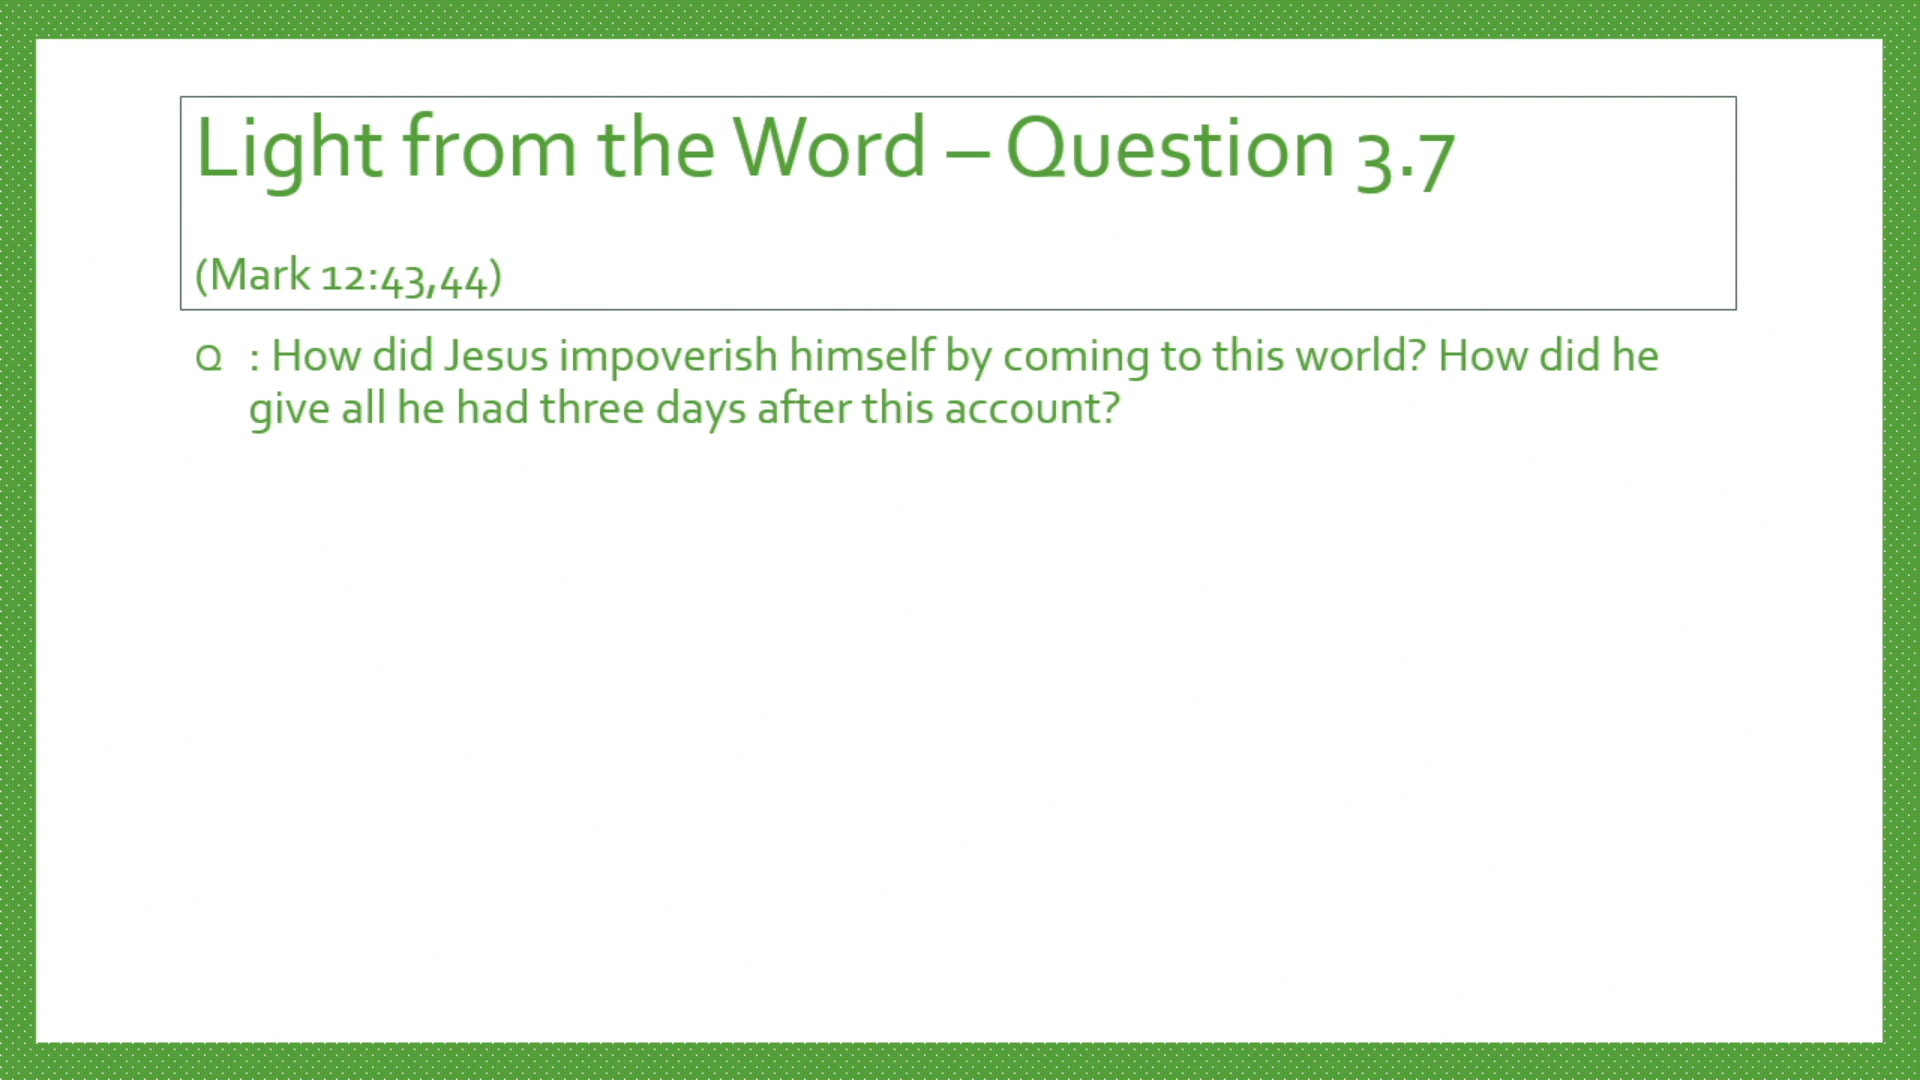 Light from the Word – Question 3.7
(Mark 12:43,44)
Q : How did Jesus impoverish himself by coming to this world? How did he
give all he had three days after this account?